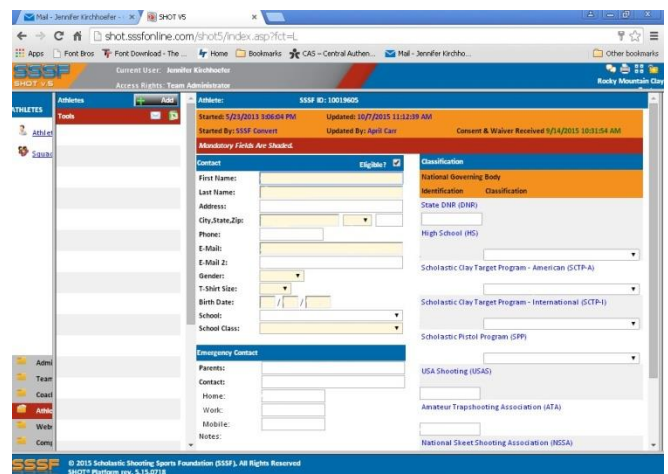 Mail - Jennifer Kirchhoefer -
SHOT V5
shot.sssfonline.com/shot5/index.asp?fct=L
Apps
Font Bros
Font Download - The ...
Home
Bookmarks
CAS – Central Authen...
Mail - Jennifer Kirchho...
Other bookmarks
SSSF
SHOT V 5
Current User: Jennifer Kirchhoefer
Access Rights: Team Administrator
Rocky Mountain Clay
ATHLETES
Athlet
Squad
Athletes
Add
Tools
Athlete:
SSSF ID: 10019605
Started: 5/23/2013 3:06:04 PM
Updated: 10/7/2015 11:12:39 AM
Started By: SSSF Convert
Updated By: April Carr
Consent & Waiver Received 9/14/2015 10:31:54 AM
Mandatory Fields Are Shaded.
Contact
Eligible?
First Name:
Last Name:
Address:
City,State,Zip:
Phone:
E-Mail:
E-Mail 2:
Gender:
T-Shirt Size:
Birth Date:
/ /
School:
School Class:
Emergency Contact
Parents:
Contact:
Home:
Work:
Mobile:
Notes:
Classification
National Governing Body
Identification
Classification
State DNR (DNR)
High School (HS)
Scholastic Clay Target Program - American (SCTP-A)
Scholastic Clay Target Program - International (SCTP-I)
Scholastic Pistol Program (SPP)
USA Shooting (USAS)
Amateur Trapshooting Association (ATA)
National Skeet Shooting Association (NSSA)
Admi
Team
Coach
Athle
Webs
Comp
SSSF
© 2015 Scholastic Shooting Sports Foundation (SSSF), All Rights Reserved
SHOT® Platform rev. 5.15.0718